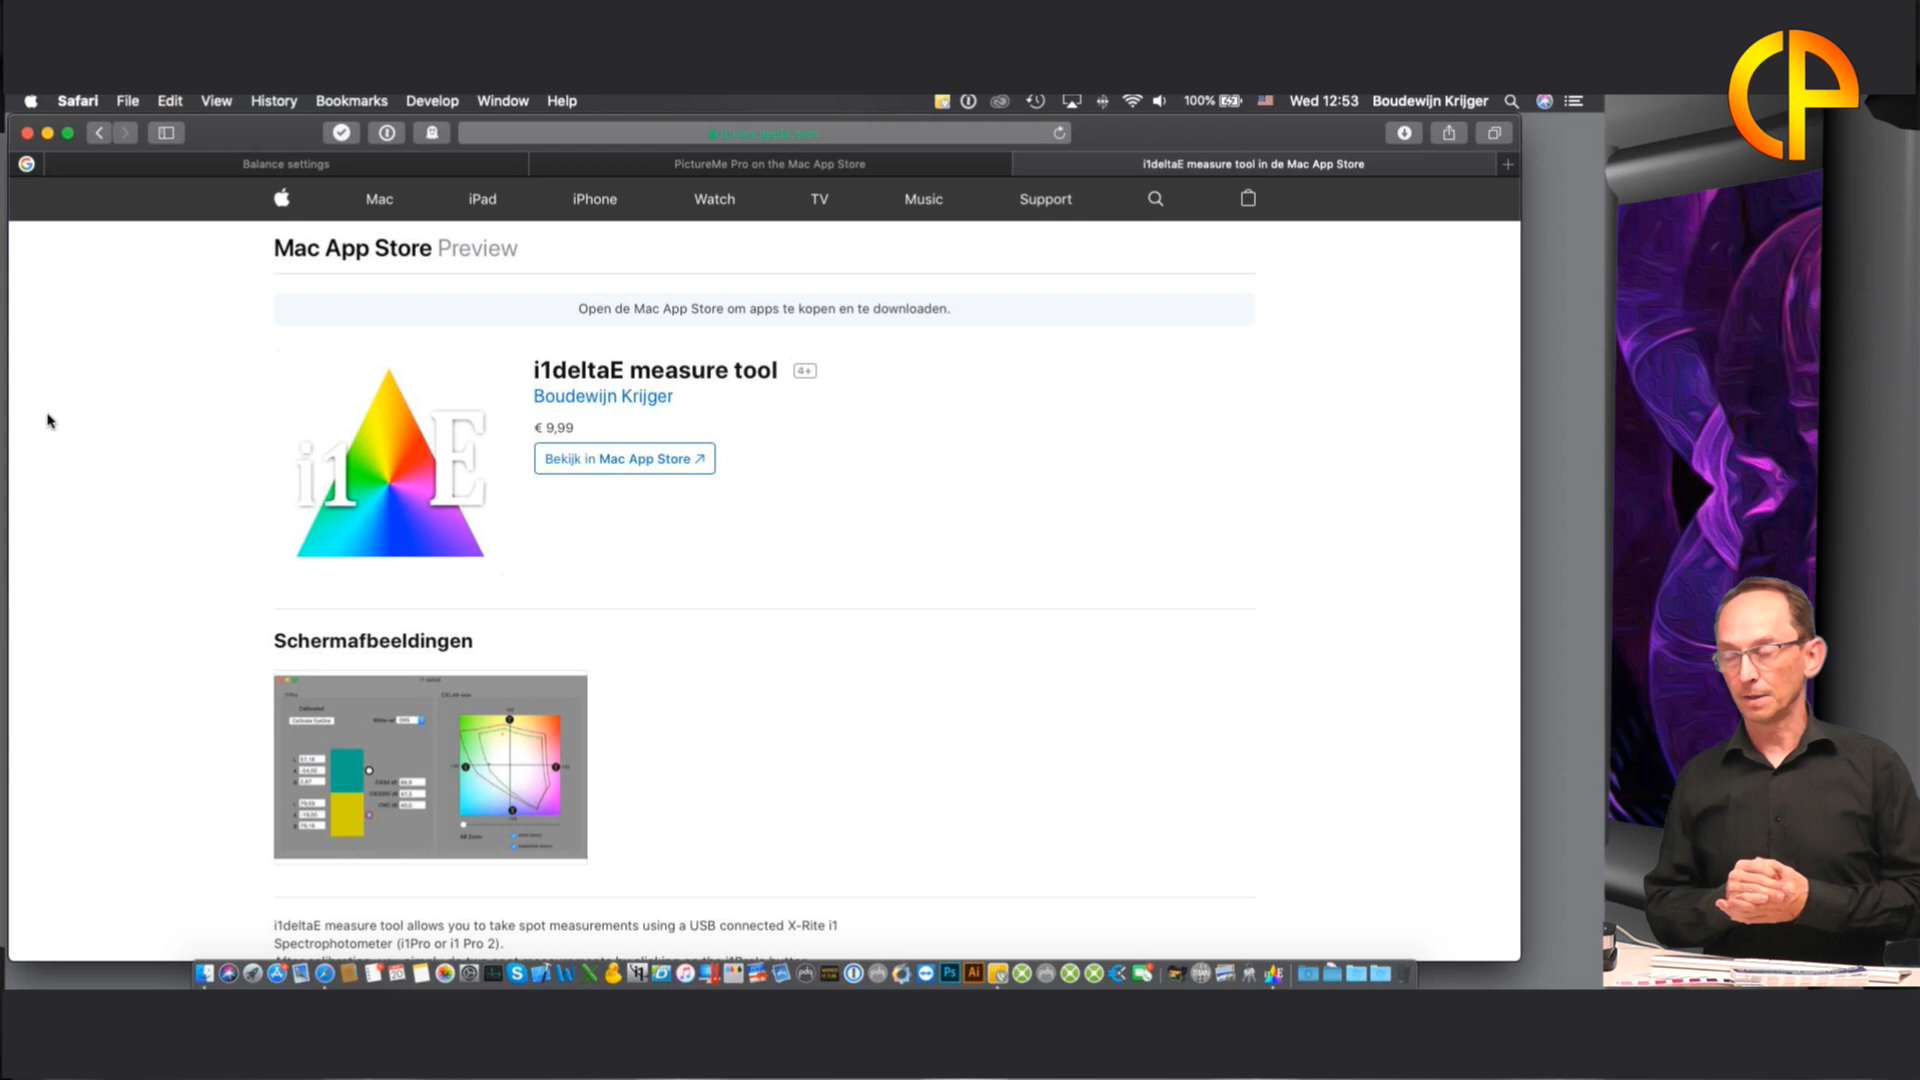 Safari File Edit View History Bookmarks Develop Window Help 100% Wed 12:53 Boudewijn Krijger
Balance settings PictureMe Pro on the Mac App Store i1deltaE measure tool in de Mac App Store
Mac iPad iPhone Watch TV Music Support
Mac App Store Preview
Open de Mac App Store om apps te kopen en te downloaden.
i1deltaE measure tool 4+
Boudewijn Krijger
€ 9,99
Bekijk in Mac App Store
i1 E
Schermafbeeldingen
i1deltaE measure tool allows you to take spot measurements using a USB connected X-Rite i1
Spectrophotometer (i1Pro or i1 Pro 2).
Ps Ai
CP